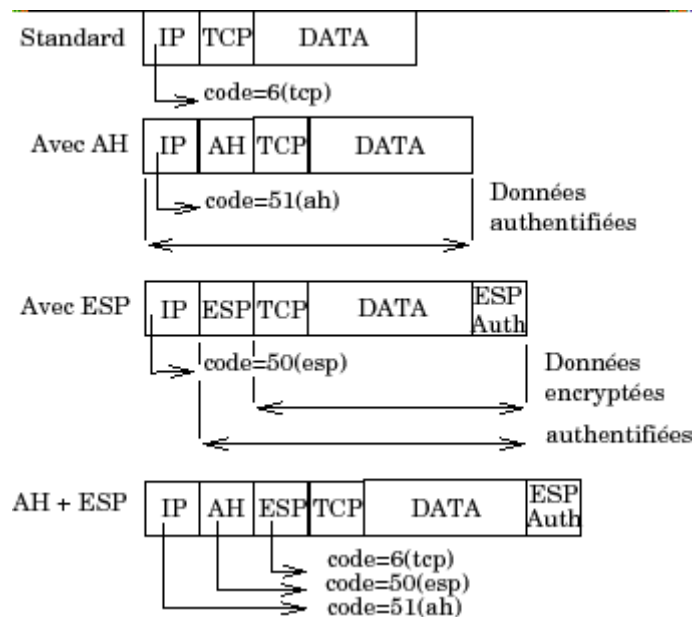 Standard IP TCP DATA
code=6(tcp)
Avec AH IP AH TCP DATA
code=51(ah)
Données
authentifiées
Avec ESP IP ESP TCP DATA ESP
Auth
code=50(esp)
Données
encryptées
authentifiées
AH + ESP IP AH ESP TCP DATA ESP
Auth
code=6(tcp)
code=50(esp)
code=51(ah)